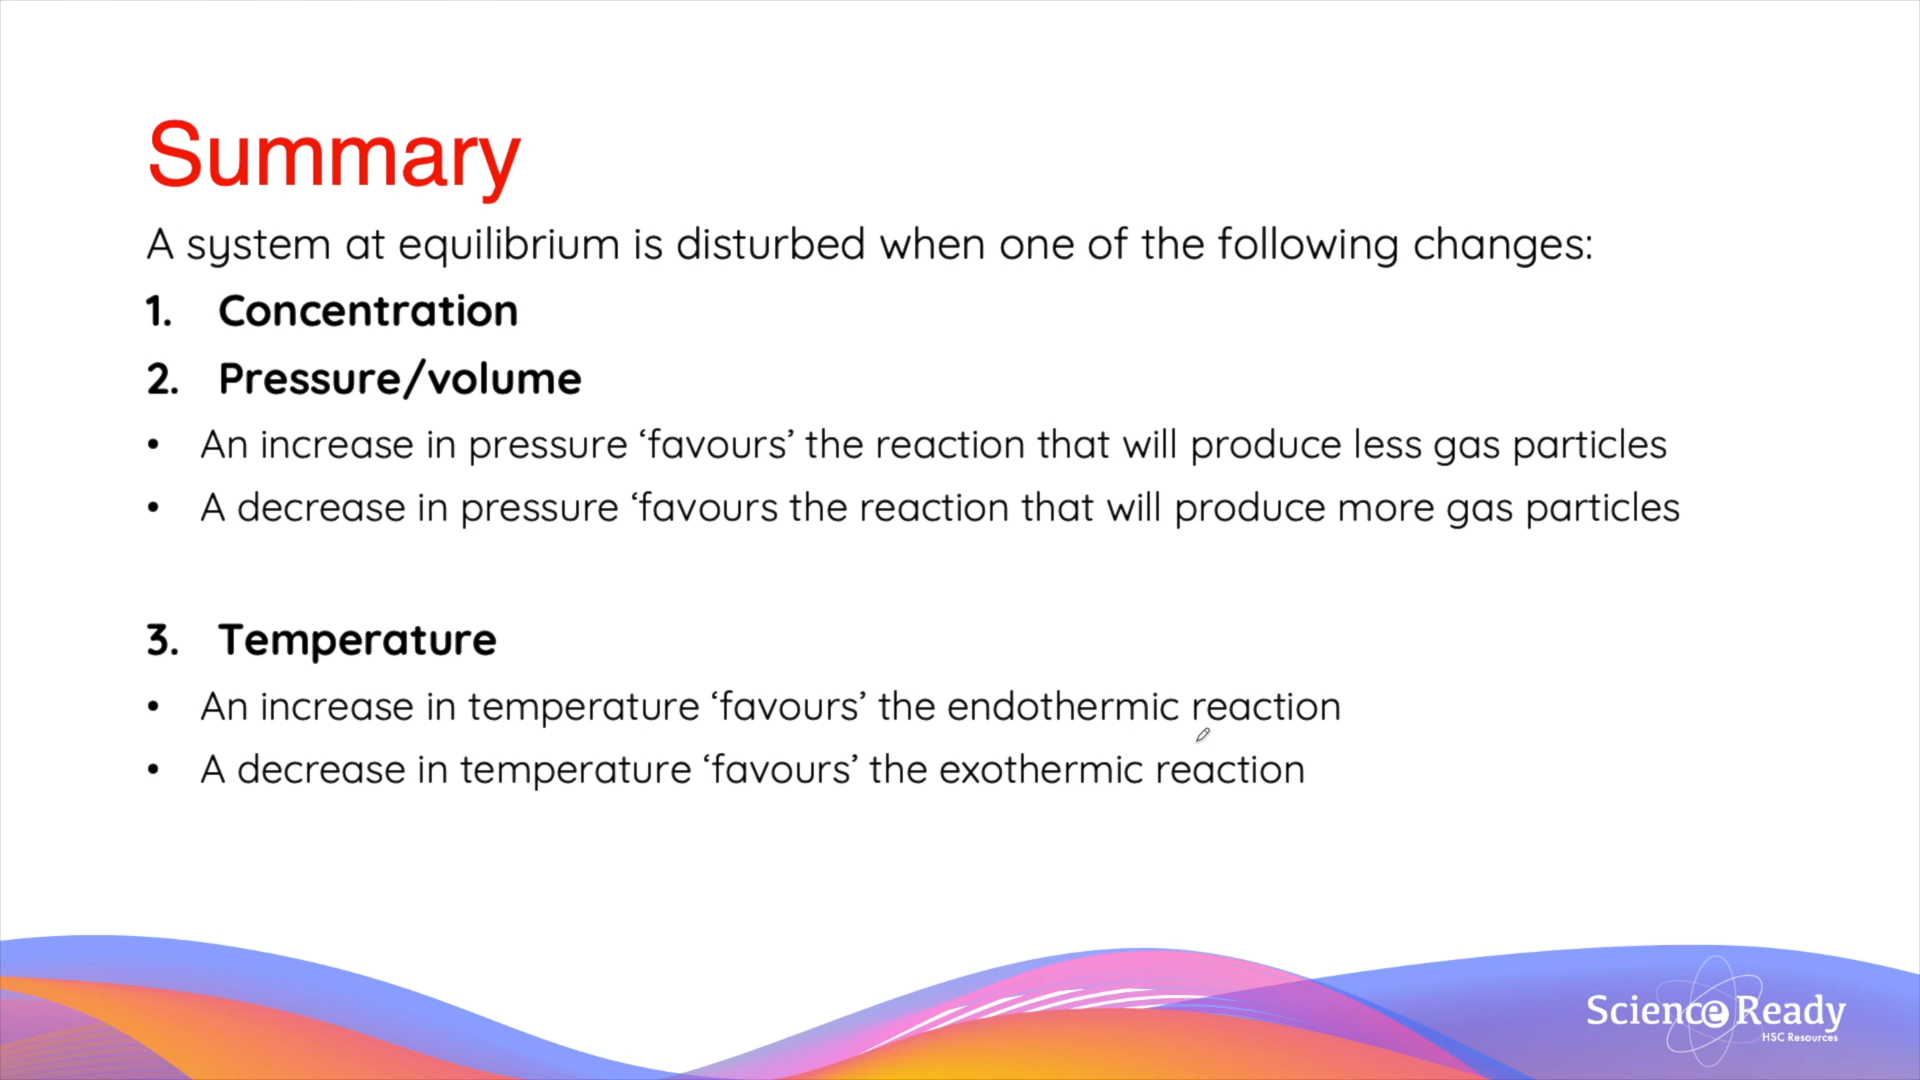 Summary
A system at equilibrium is disturbed when one of the following changes:
1. Concentration
2. Pressure/volume
• An increase in pressure ‘favours’ the reaction that will produce less gas particles
• A decrease in pressure ‘favours the reaction that will produce more gas particles
3. Temperature
• An increase in temperature ‘favours’ the endothermic reaction
• A decrease in temperature ‘favours’ the exothermic reaction
Science Ready
HSC Resources